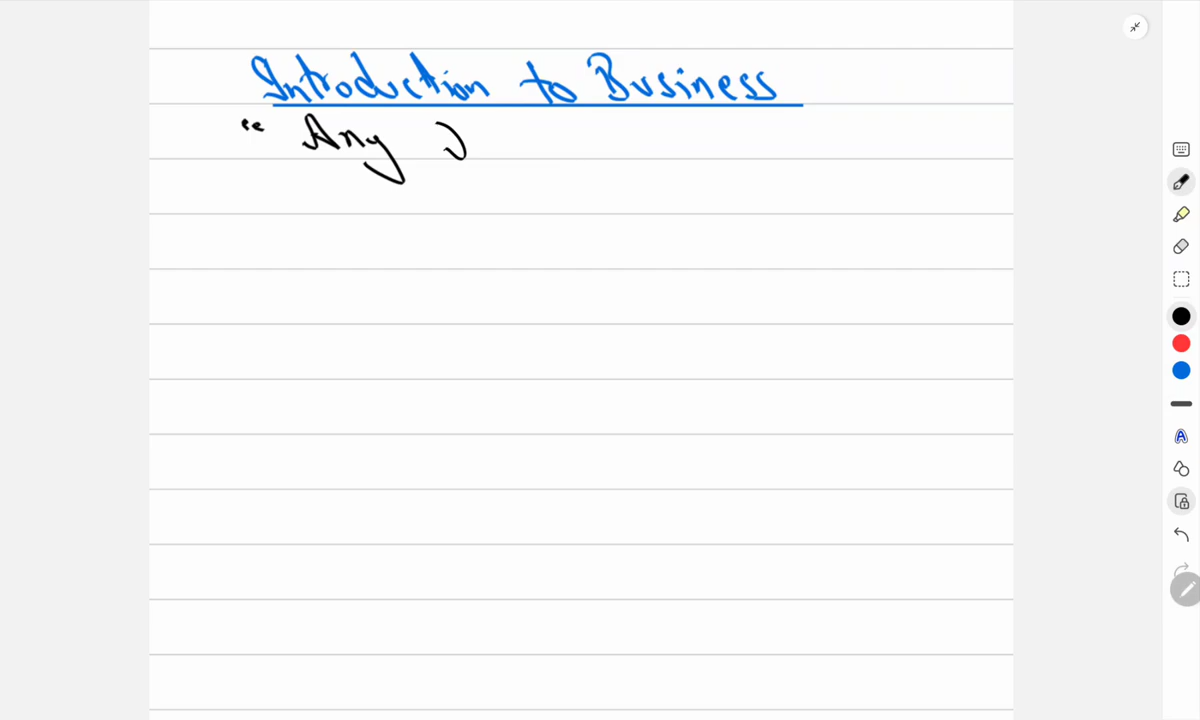 Introduction to Business
“ Any